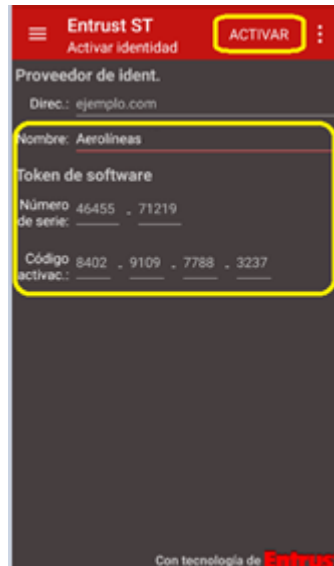 Entrust ST
Activar identidad
ACTIVAR
Proveedor de ident.
Direc.: ejemplo.com
Nombre: Aerolíneas
Token de software
Número de serie: 46455 - 71219
Código activac.: 8402 - 9109 - 7788 - 3237
Con tecnología de Entrust